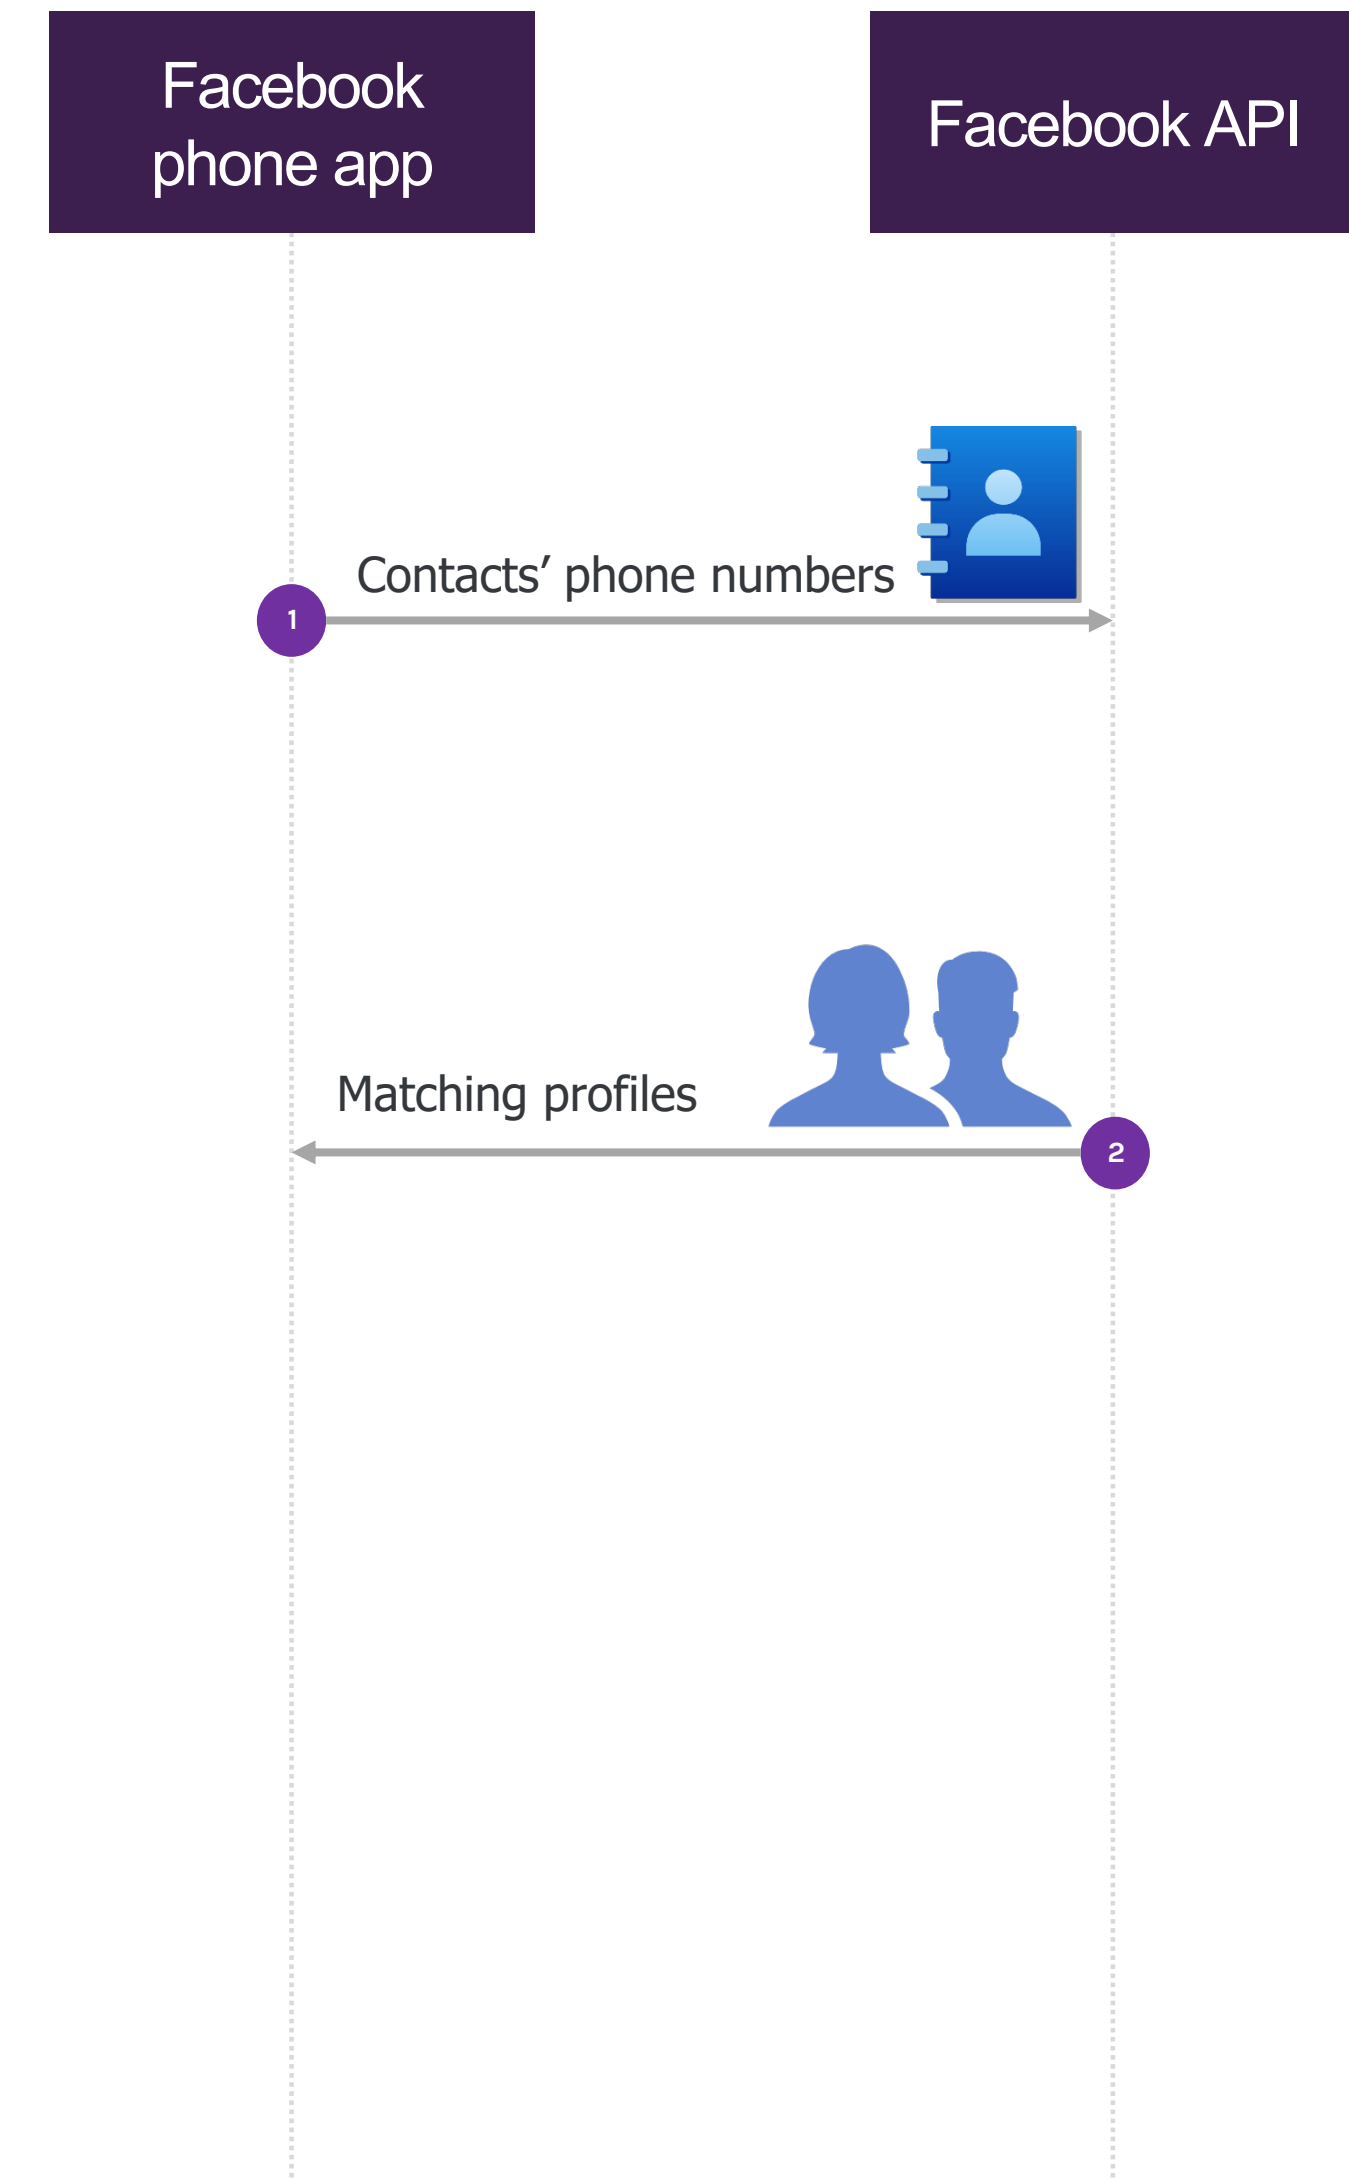 Facebook
phone app
Facebook API
Contacts’ phone numbers
1
Matching profiles
2